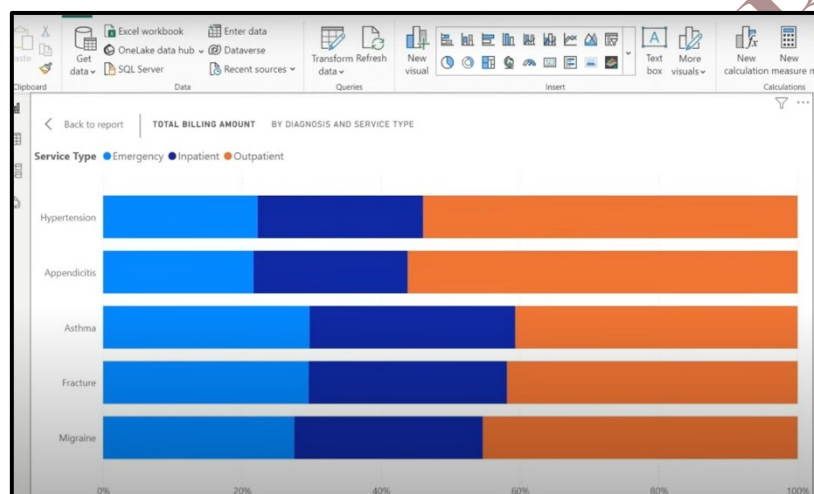 Excel workbook
OneLake data hub
SQL Server
Enter data
Dataverse
Recent sources
Get data
Data
Transform data
Refresh
Queries
New visual
Insert
A
Text box
More visuals
New calculation
New measure
Calculations
Back to report
TOTAL BILLING AMOUNT BY DIAGNOSIS AND SERVICE TYPE
Service Type Emergency Inpatient Outpatient
Hypertension
Appendicitis
Asthma
Fracture
Migraine
0% 20% 40% 60% 80% 100%